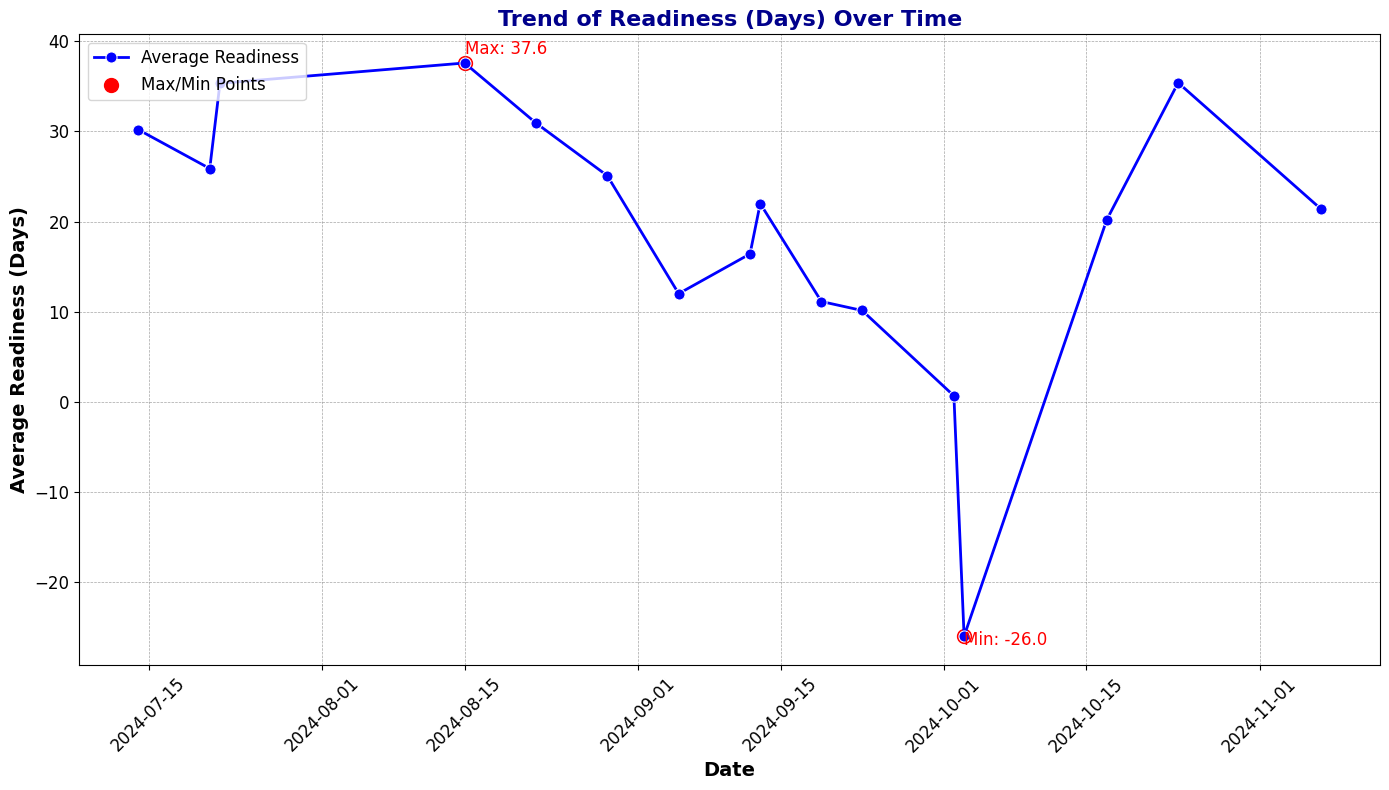 Trend of Readiness (Days) Over Time
Average Readiness
Max/Min Points
Max: 37.6
Min: -26.0
40
30
20
10
0
−10
−20
Average Readiness (Days)
2024-07-15
2024-08-01
2024-08-15
2024-09-01
2024-09-15
2024-10-01
2024-10-15
2024-11-01
Date